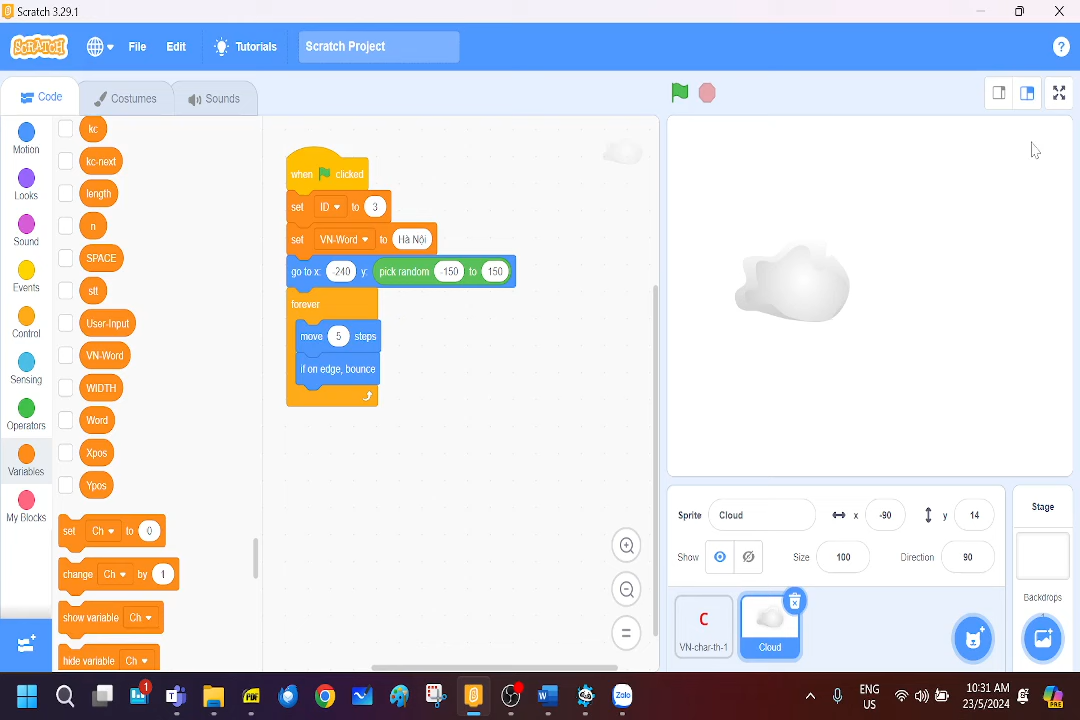 Scratch 3.29.1
SCRATCH
File
Edit
Tutorials
Scratch Project
Code
Costumes
Sounds
Motion
Looks
Sound
Events
Control
Sensing
Operators
Variables
My Blocks
kc
kc-next
length
n
SPACE
stt
User-Input
VN-Word
WIDTH
Word
Xpos
Ypos
set Ch to 0
change Ch by 1
show variable Ch
hide variable Ch
when clicked
set ID to 3
set VN-Word to Hà Nội
go to x: -240 y: pick random -150 to 150
forever
move 5 steps
if on edge, bounce
Sprite Cloud x -90 y 14
Show Size 100 Direction 90
C
VN-char-th-1
Cloud
Stage
Backdrops
1
PDF
Zalo
ENG
US
10:31 AM
23/5/2024
PRE